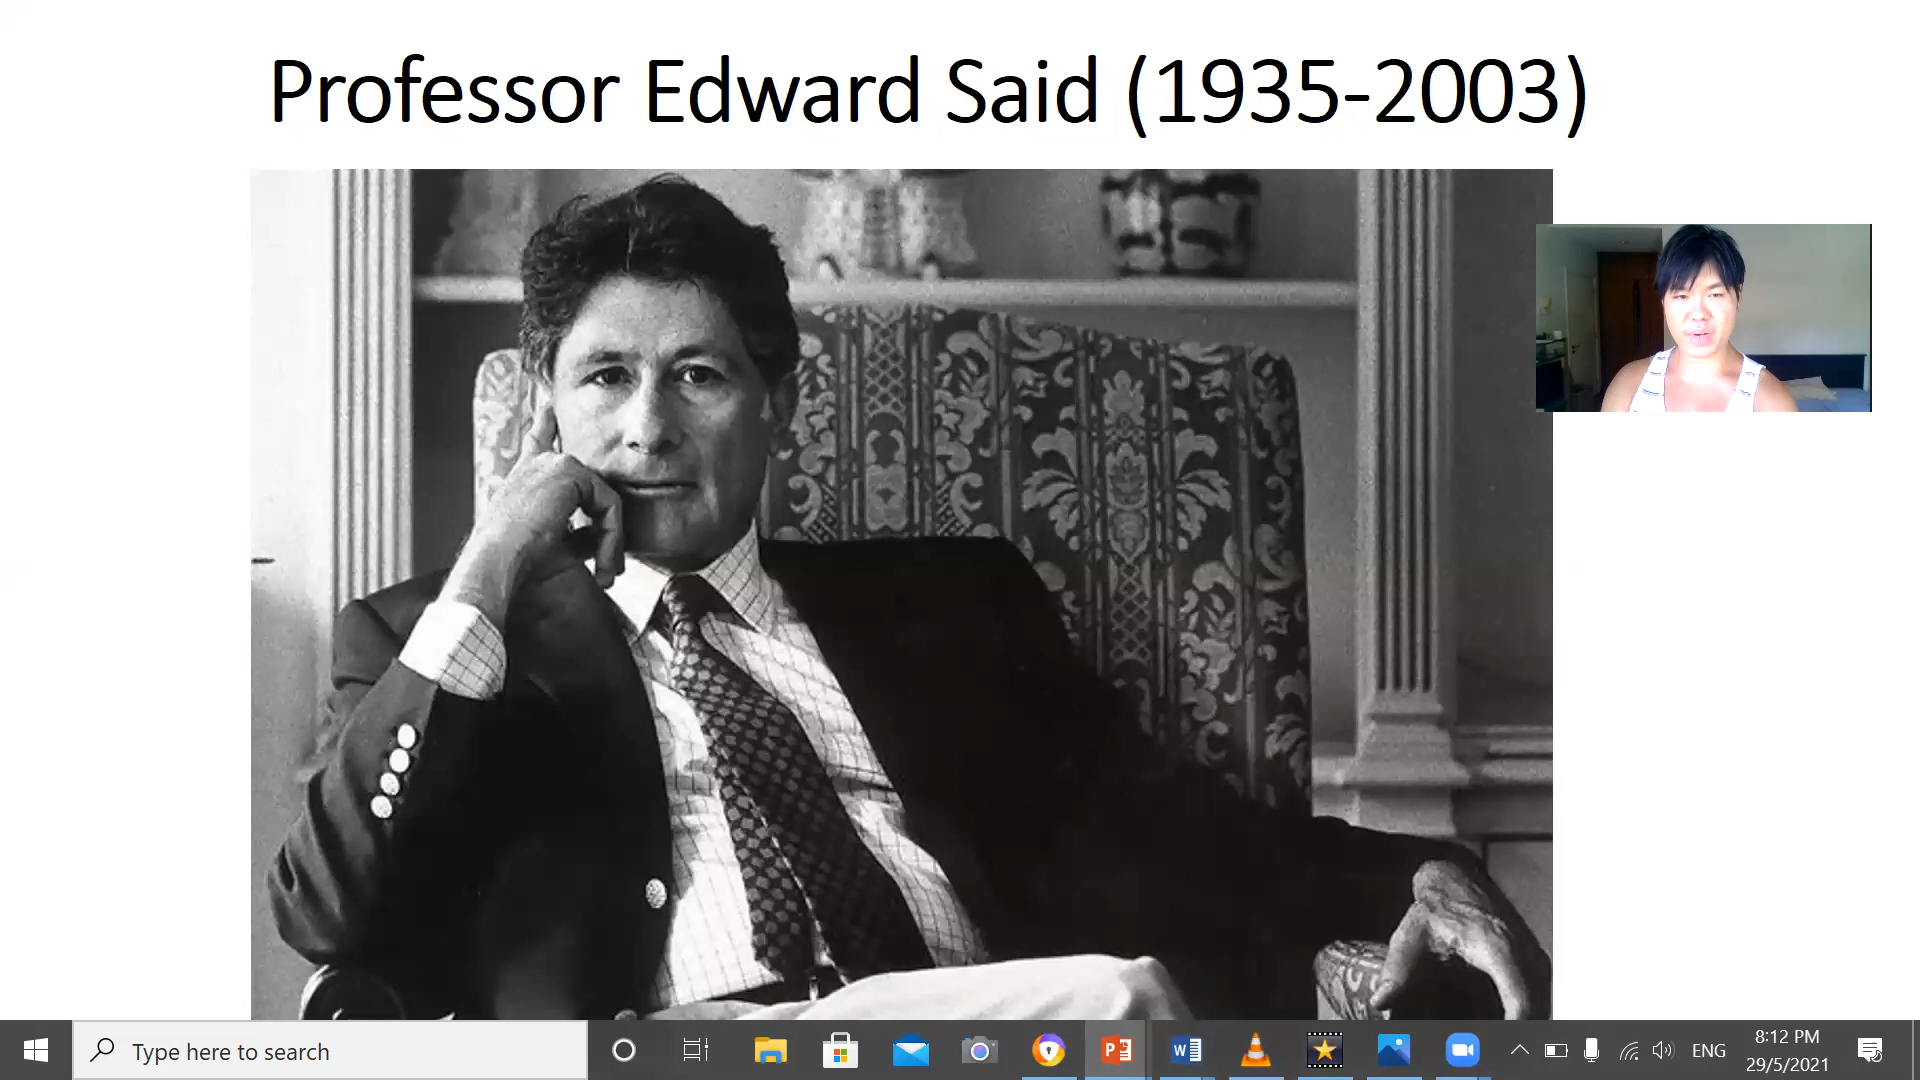 Professor Edward Said (1935-2003)
Type here to search
ENG
8:12 PM
29/5/2021